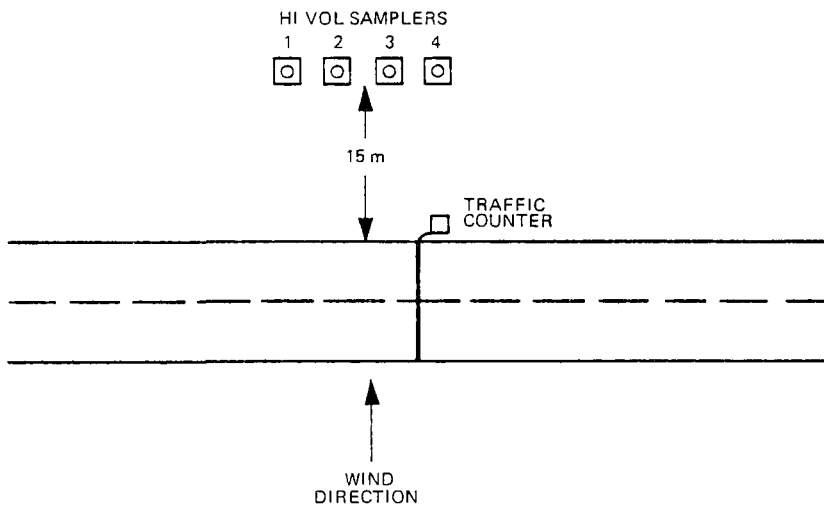 HI VOL SAMPLERS
1 2 3 4
15 m
TRAFFIC
COUNTER
WIND
DIRECTION